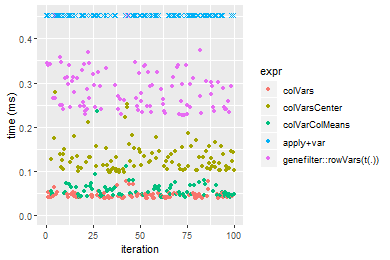 0.4
0.3
0.2
0.1
0.0
time (ms)
0
25
50
75
100
iteration
expr
colVars
colVarsCenter
colVarColMeans
apply+var
genefilter::rowVars(t(.))